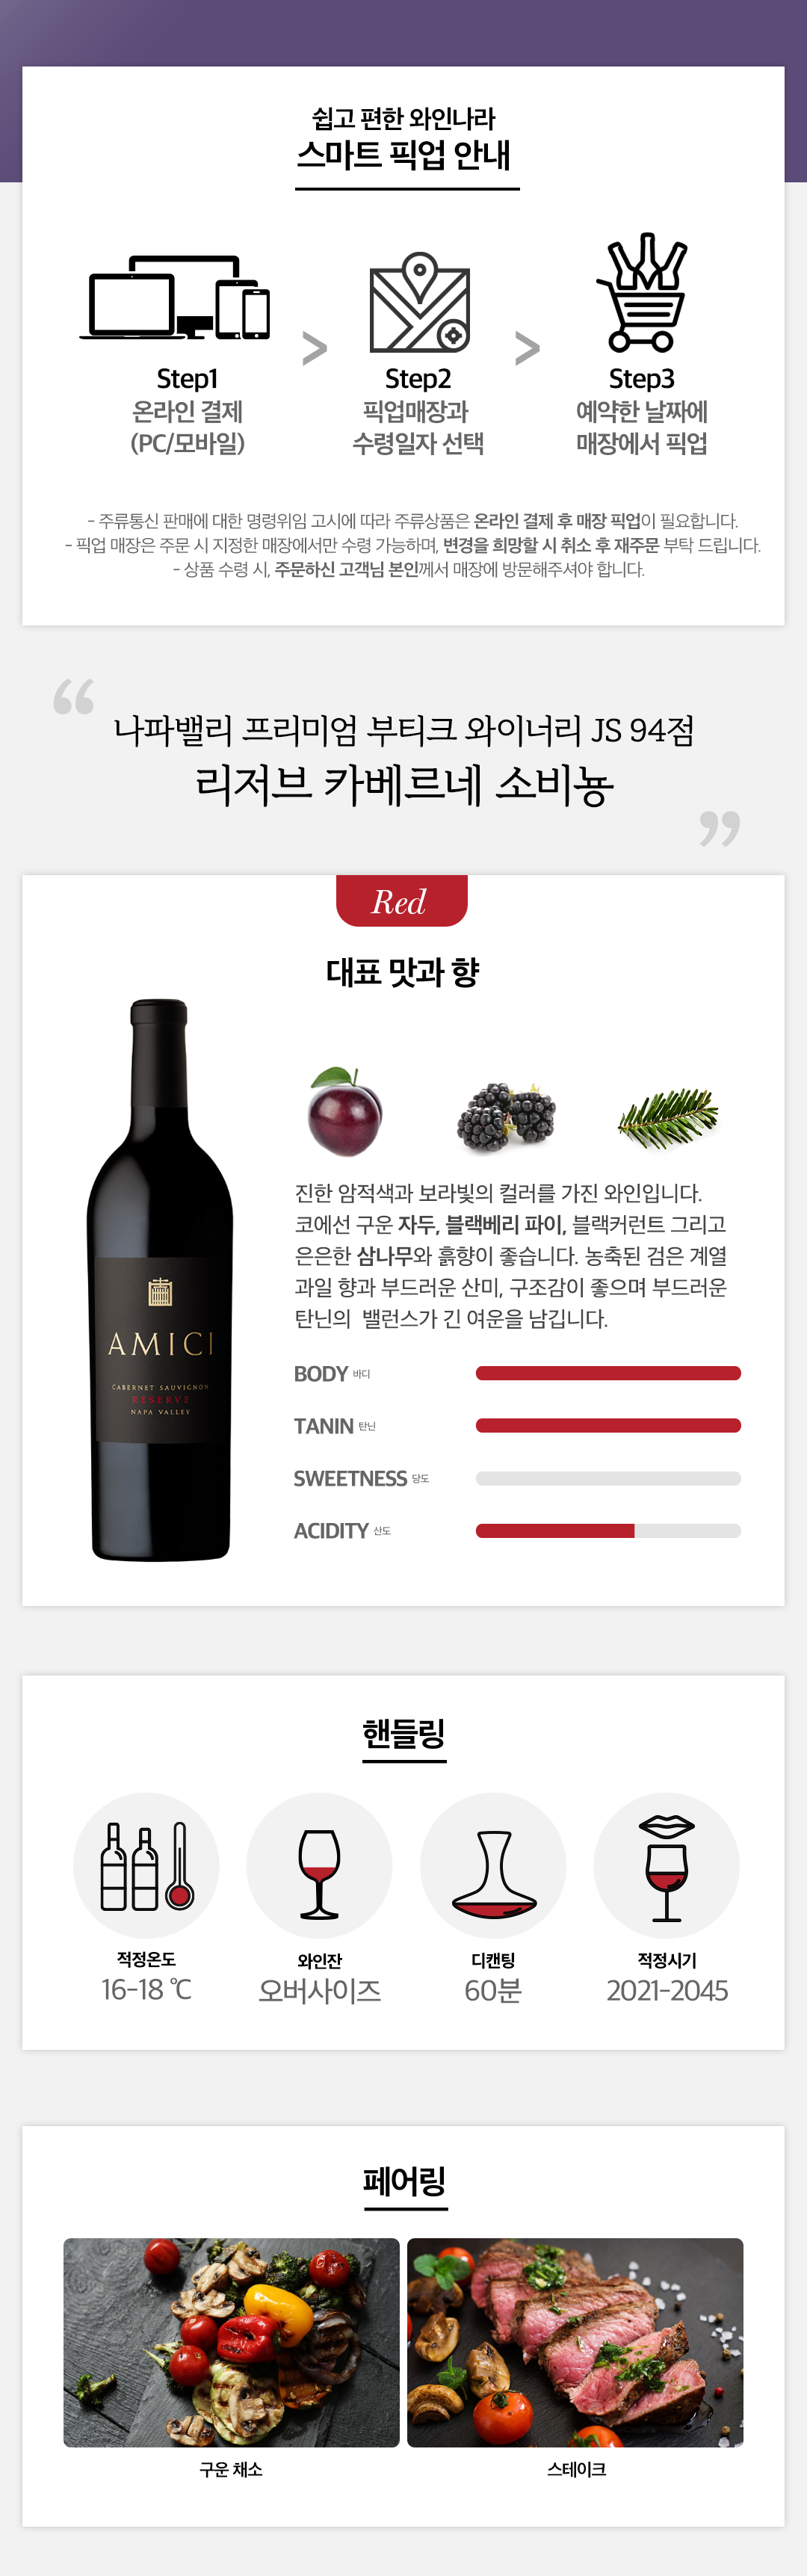 쉽고 편한 와인나라
스마트 픽업 안내
Step1
온라인 결제
(PC/모바일)
>
Step2
픽업매장과
수령일자 선택
>
Step3
예약한 날짜에
매장에서 픽업
- 주류통신 판매에 대한 명령위임 고시에 따라 주류상품은 온라인 결제 후 매장 픽업이 필요합니다.
- 픽업 매장은 주문 시 지정한 매장에서만 수령 가능하며, 변경을 희망할 시 취소 후 재주문 부탁 드립니다.
- 상품 수령 시, 주문하신 고객님 본인께서 매장에 방문해주셔야 합니다.
“
나파밸리 프리미엄 부티크 와이너리 JS 94점
리저브 카베르네 소비뇽
”
Red
대표 맛과 향
진한 암적색과 보라빛의 컬러를 가진 와인입니다.
코에선 구운 자두, 블랙베리 파이, 블랙커런트 그리고
은은한 삼나무와 흙향이 좋습니다. 농축된 검은 계열
과일 향과 부드러운 산미, 구조감이 좋으며 부드러운
탄닌의 밸런스가 긴 여운을 남깁니다.
AMICI
CABERNET SAUVIGNON
RESERVE
NAPA VALLEY
BODY 바디
TANIN 탄닌
SWEETNESS 당도
ACIDITY 산도
핸들링
적정온도
16-18 ℃
와인잔
오버사이즈
디캔팅
60분
적정시기
2021-2045
페어링
구운 채소
스테이크